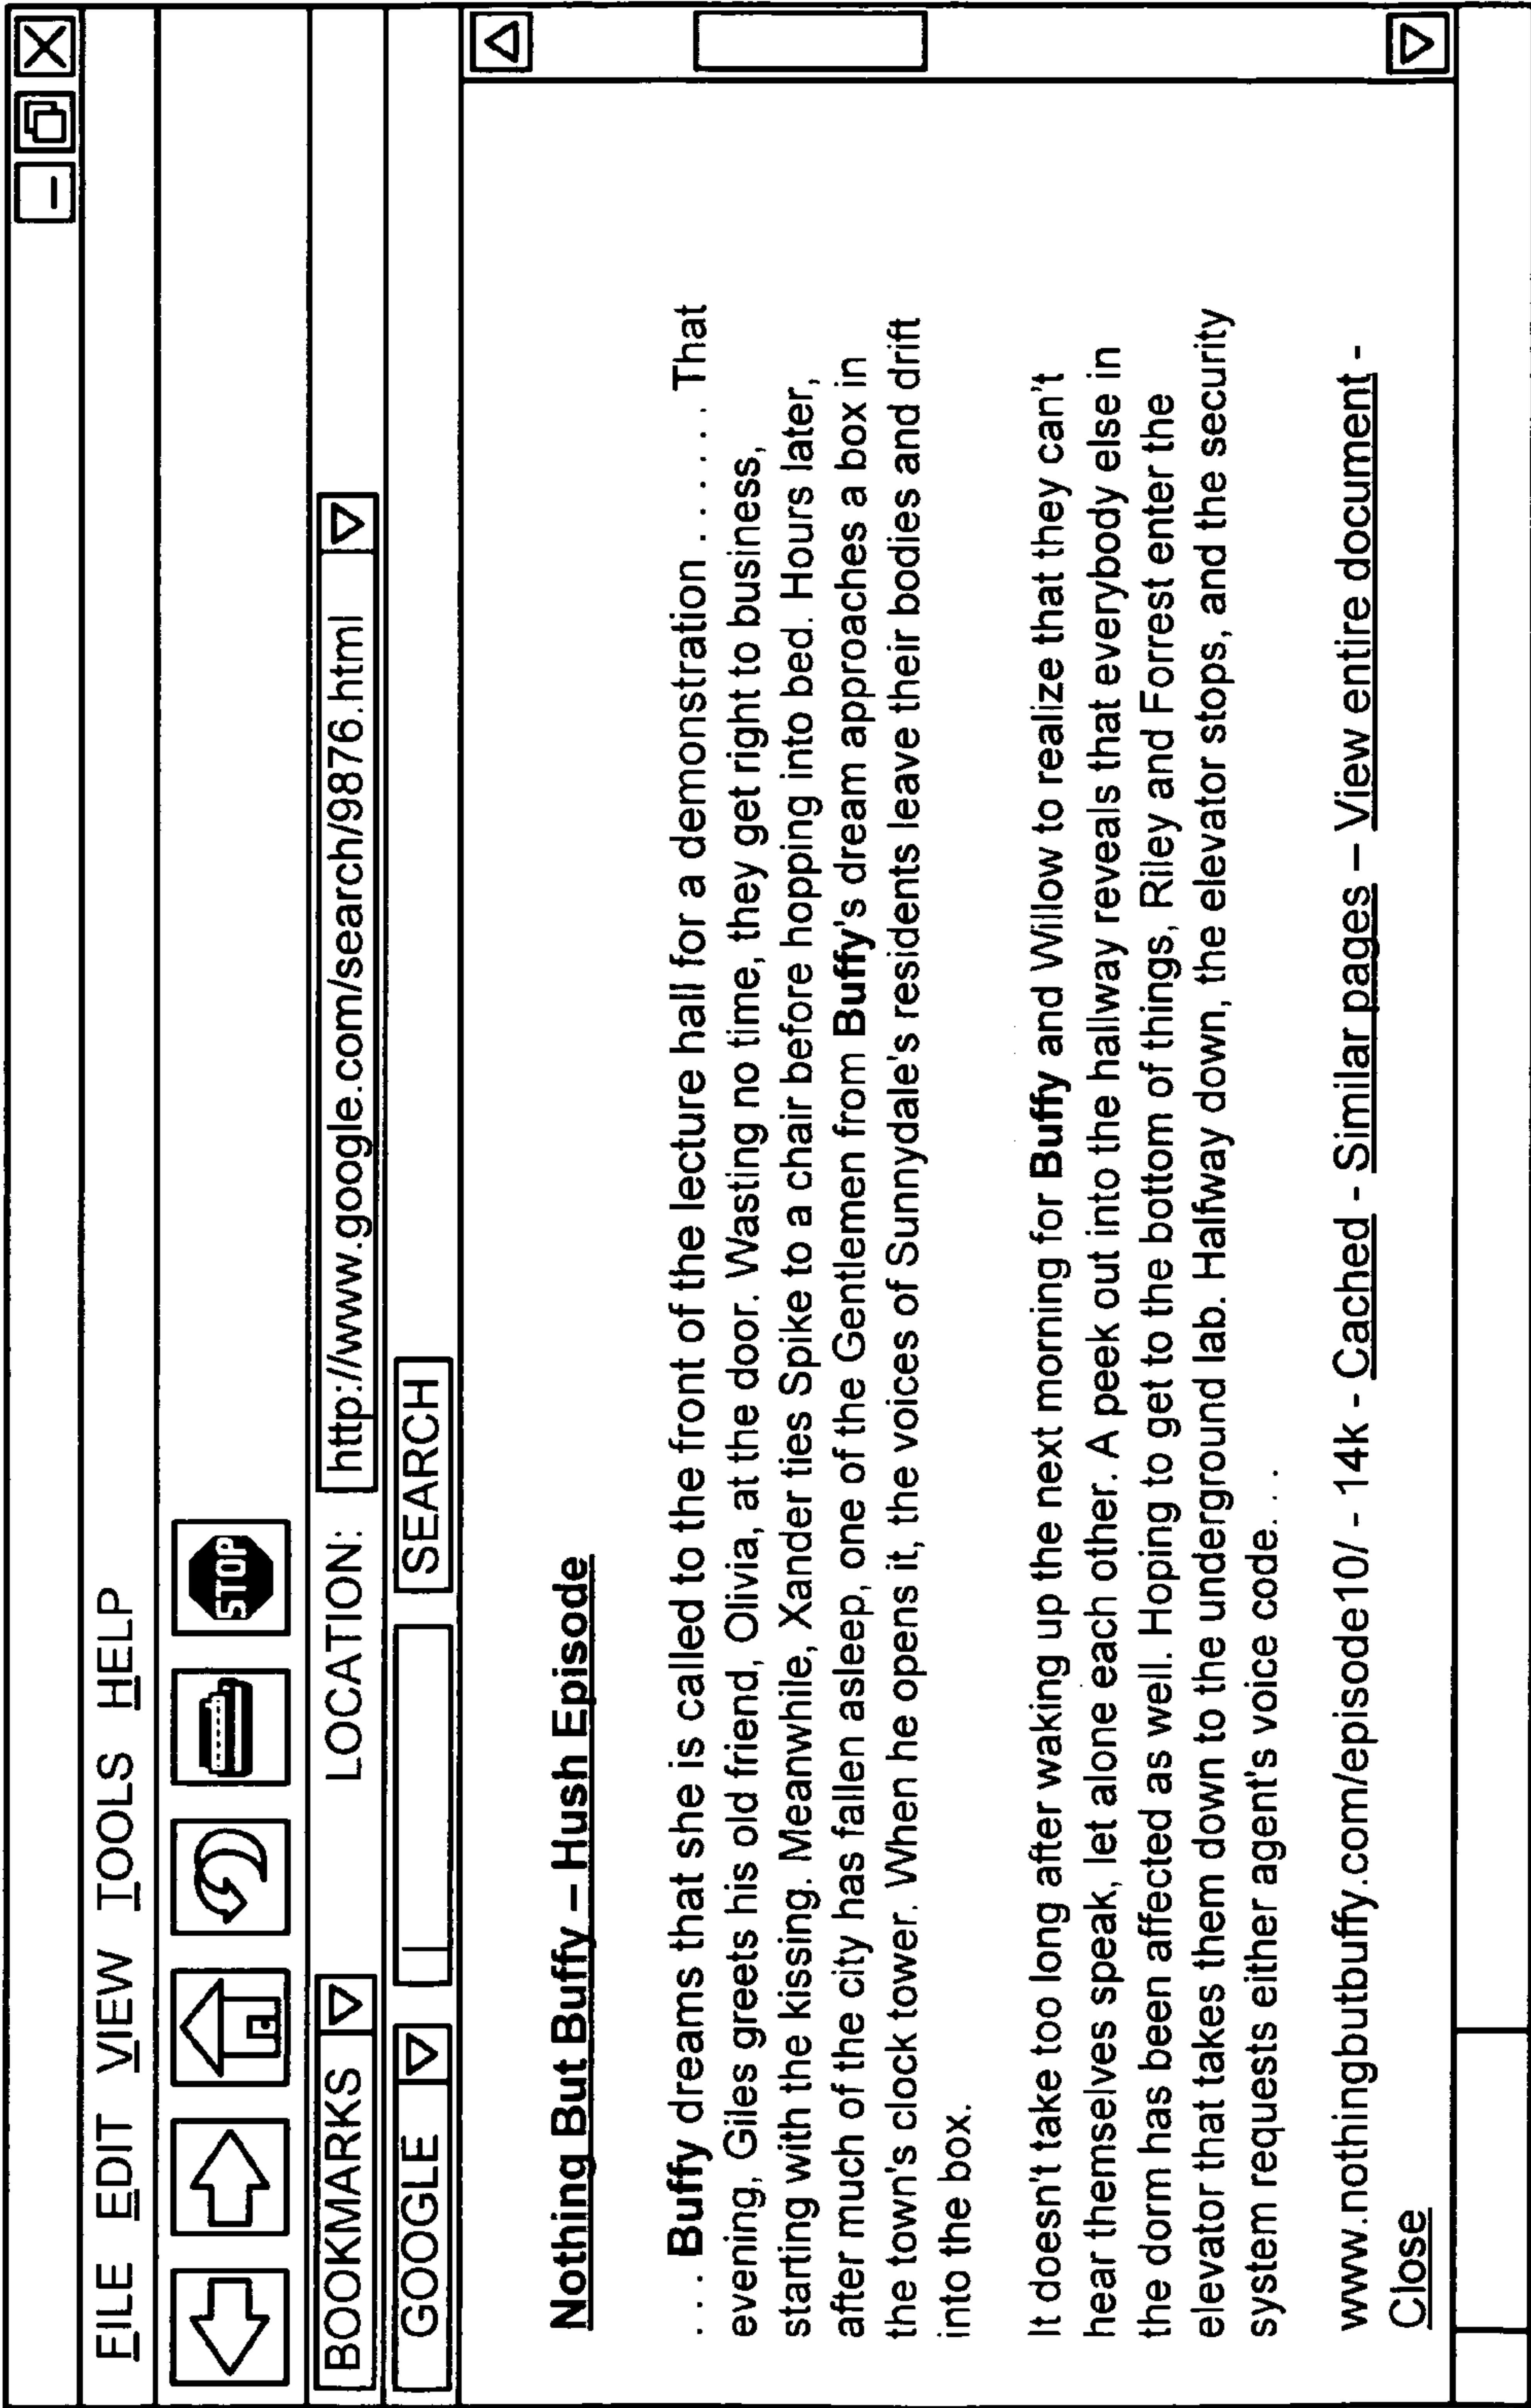 FILE EDIT VIEW TOOLS HELP
STOP
BOOKMARKS LOCATION: http://www.google.com/search/9876.html
GOOGLE SEARCH
Nothing But Buffy – Hush Episode
. . . Buffy dreams that she is called to the front of the lecture hall for a demonstration . . . . . . That
evening, Giles greets his old friend, Olivia, at the door. Wasting no time, they get right to business,
starting with the kissing. Meanwhile, Xander ties Spike to a chair before hopping into bed. Hours later,
after much of the city has fallen asleep, one of the Gentlemen from Buffy's dream approaches a box in
the town's clock tower. When he opens it, the voices of Sunnydale's residents leave their bodies and drift
into the box.
It doesn't take too long after waking up the next morning for Buffy and Willow to realize that they can't
hear themselves speak, let alone each other. A peek out into the hallway reveals that everybody else in
the dorm has been affected as well. Hoping to get to the bottom of things, Riley and Forrest enter the
elevator that takes them down to the underground lab. Halfway down, the elevator stops, and the security
system requests either agent's voice code. . .
www.nothingbutbuffy.com/episode10/ - 14k - Cached - Similar pages – View entire document -
Close